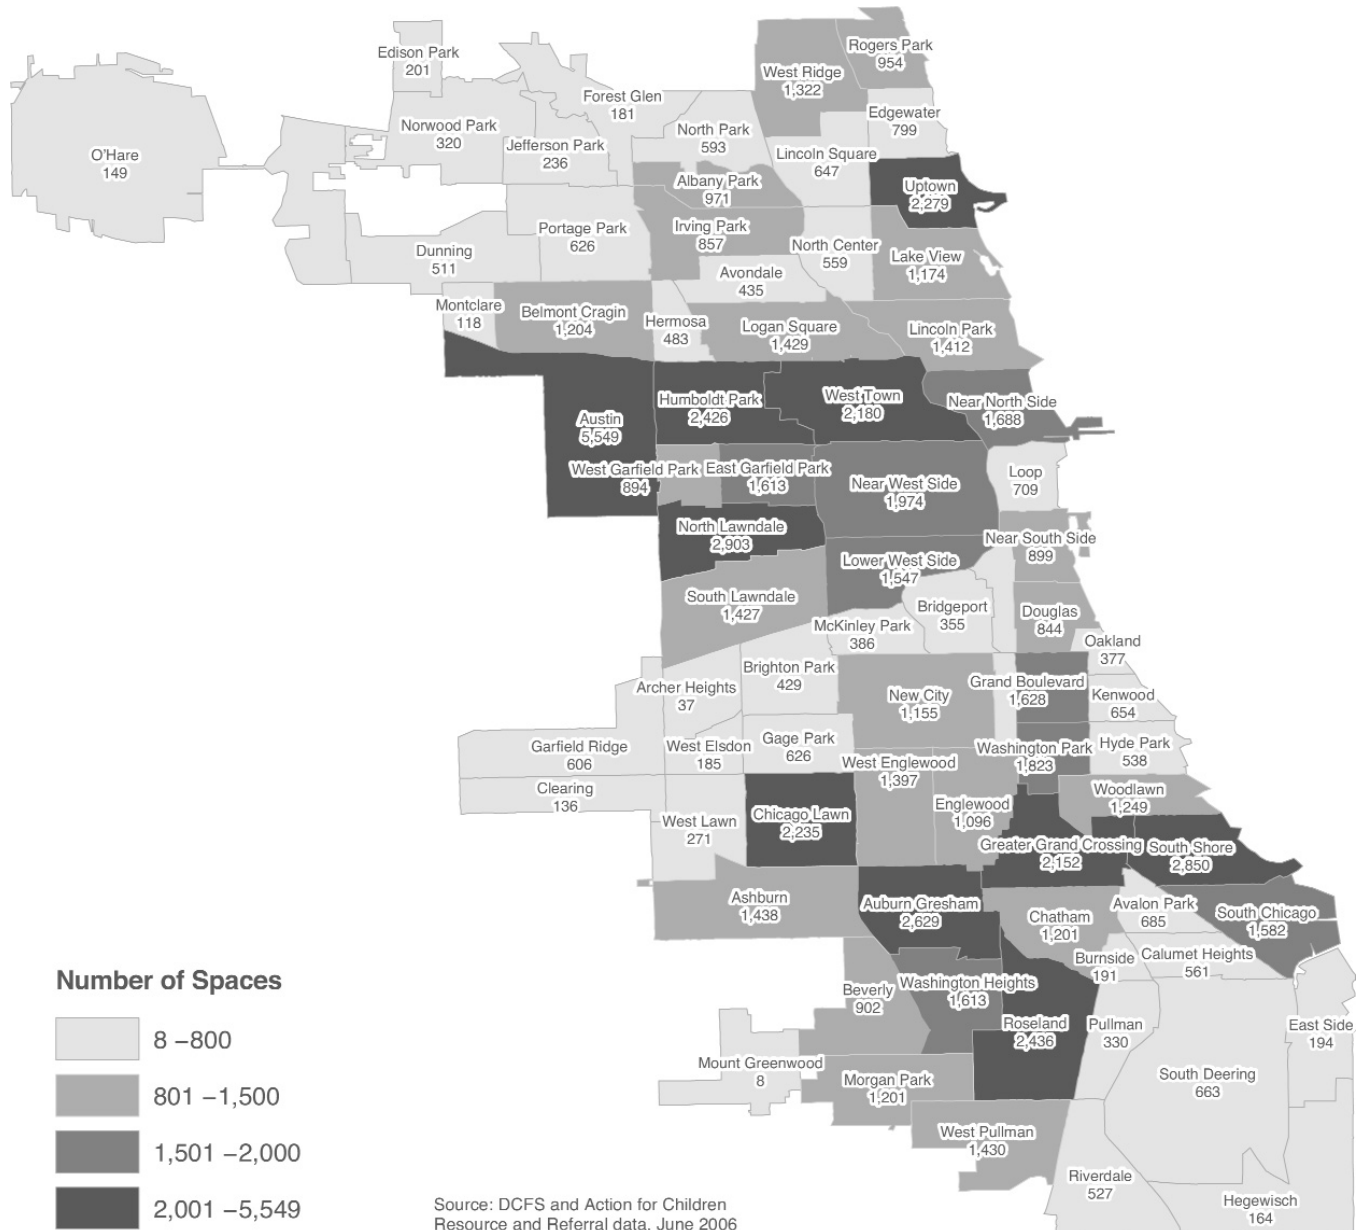 Edison Park
201
Rogers Park
954
West Ridge
1,322
Forest Glen
181
Edgewater
799
Norwood Park
320
North Park
593
Jefferson Park
236
O'Hare
149
Lincoln Square
647
Albany Park
971
Uptown
2,279
Portage Park
626
Irving Park
857
North Center
559
Dunning
511
Lake View
1,174
Avondale
435
Montclare
118
Belmont Cragin
1,204
Hermosa
483
Logan Square
1,429
Lincoln Park
1,412
Humboldt Park
2,426
West Town
2,180
Near North Side
1,688
Austin
5,549
West Garfield Park
894
East Garfield Park
1,613
Loop
709
Near West Side
1,974
North Lawndale
2,903
Near South Side
899
Lower West Side
1,547
South Lawndale
1,427
Bridgeport
355
Douglas
844
McKinley Park
386
Oakland
377
Brighton Park
429
Archer Heights
37
New City
1,155
Grand Boulevard
1,628
Kenwood
654
Garfield Ridge
606
West Elsdon
185
Gage Park
626
West Englewood
1,397
Washington Park
1,823
Hyde Park
538
Clearing
136
Woodlawn
1,249
Englewood
1,096
Chicago Lawn
2,235
West Lawn
271
Greater Grand Crossing
2,152
South Shore
2,850
Ashburn
1,438
Auburn Gresham
2,629
Chatham
1,201
Avalon Park
685
South Chicago
1,582
Burnside
191
Calumet Heights
561
Beverly
902
Washington Heights
1,613
Roseland
2,436
Pullman
330
East Side
194
Mount Greenwood
8
Morgan Park
1,201
South Deering
663
West Pullman
1,430
Riverdale
527
Hegewisch
164
Number of Spaces
8 –800
801 –1,500
1,501 –2,000
2,001 –5,549
Source: DCFS and Action for Children
Resource and Referral data, June 2006